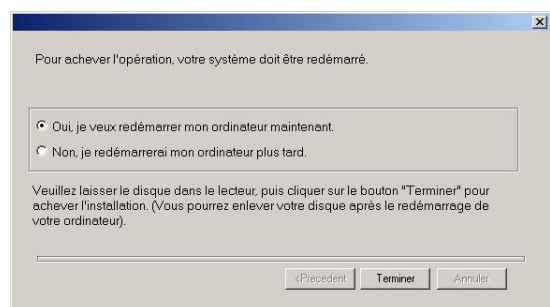 Pour achever l'opération, votre système doit être redémarré.
Oui, je veux redémarrer mon ordinateur maintenant.
Non, je redémarrerai mon ordinateur plus tard.
Veuillez laisser le disque dans le lecteur, puis cliquer sur le bouton "Terminer" pour
achever l'installation. (Vous pourrez enlever votre disque après le redémarrage de
votre ordinateur).
<Precedent Terminer Annuler